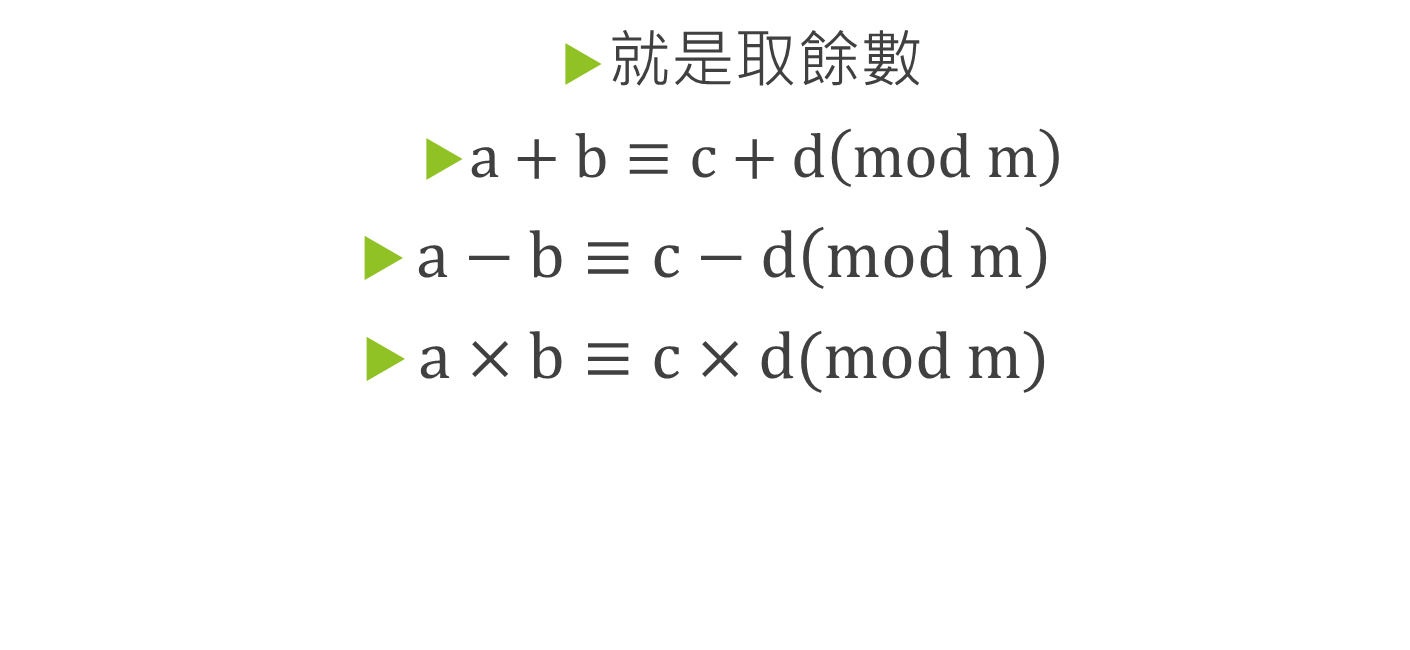 ▶就是取餘數
▶a + b ≡ c + d(mod m)
▶a − b ≡ c − d(mod m)
▶a × b ≡ c × d(mod m)